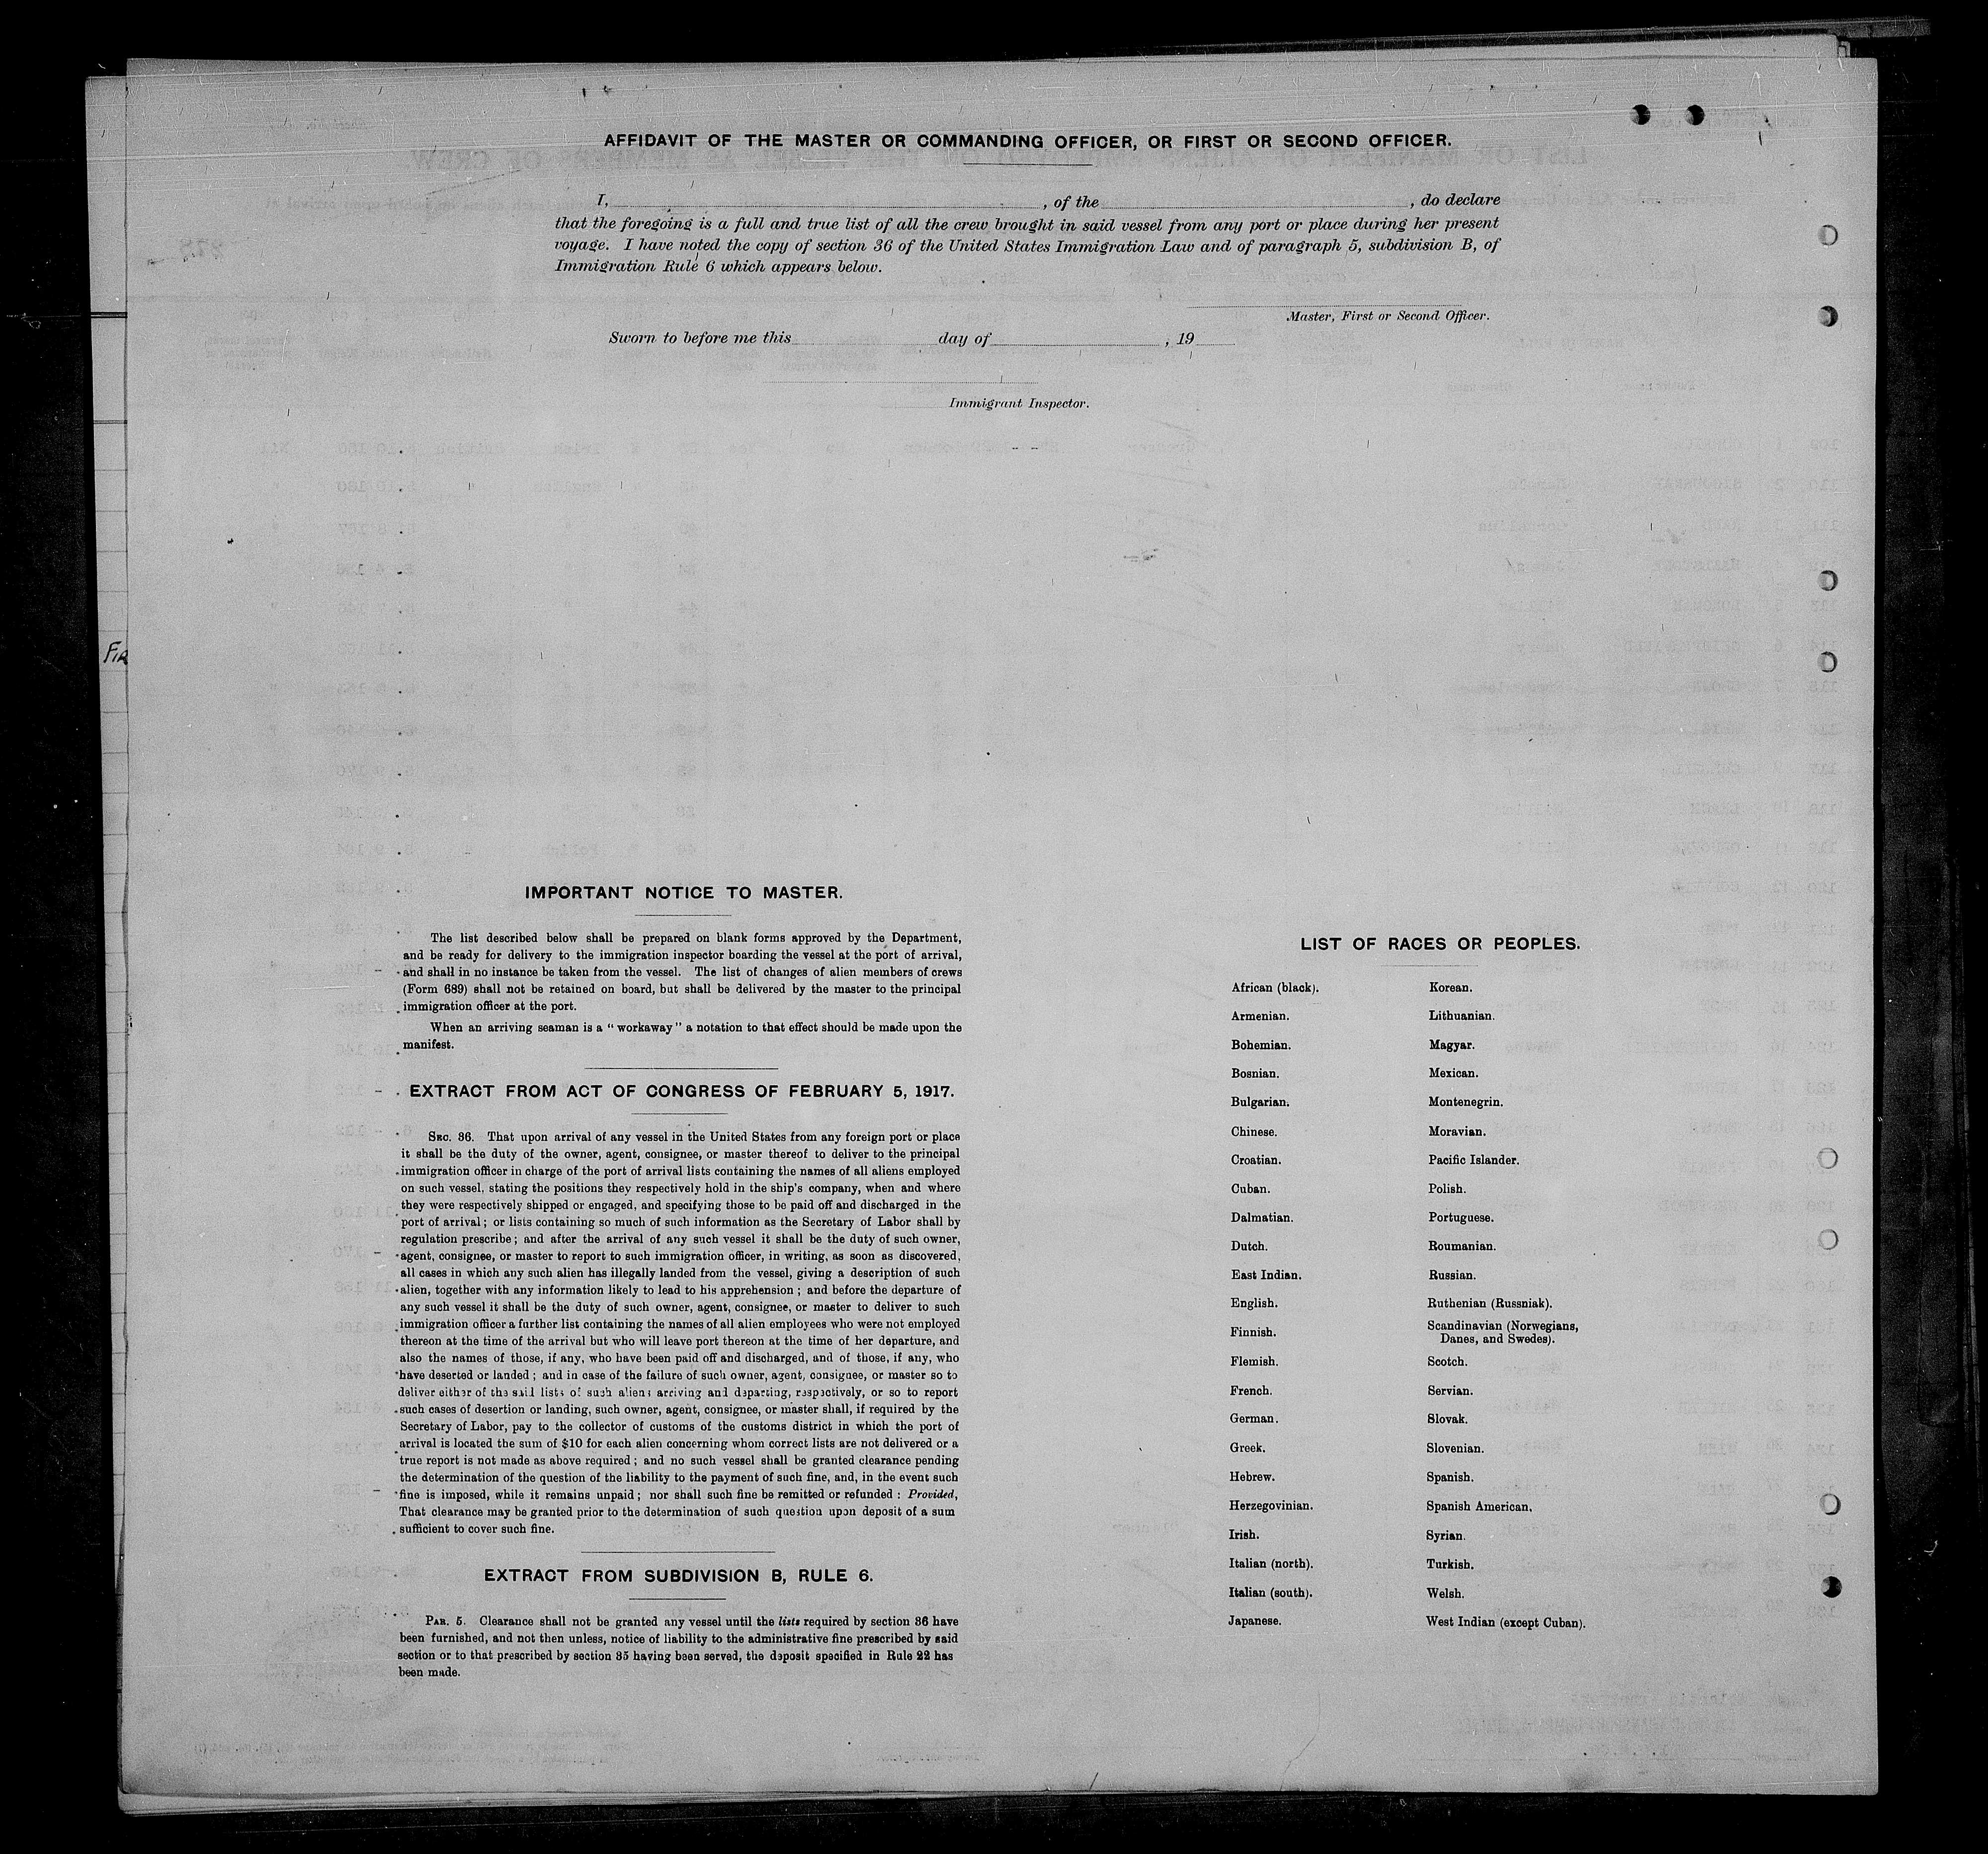 AFFIDAVIT OF THE MASTER OR COMMANDING OFFICER, OR FIRST OR SECOND OFFICER.
I, , of the , do declare
that the foregoing is a full and true list of all the crew brought in said vessel from any port or place during her present
voyage. I have noted the copy of section 36 of the United States Immigration Law and of paragraph 5, subdivision B, of
Immigration Rule 6 which appears below.
Master, First or Second Officer.
Sworn to before me this day of , 19
Immigrant Inspector.
FIR
IMPORTANT NOTICE TO MASTER.
The list described below shall be prepared on blank forms approved by the Department,
and be ready for delivery to the immigration inspector boarding the vessel at the port of arrival,
and shall in no instance be taken from the vessel. The list of changes of alien members of crews
(Form 689) shall not be retained on board, but shall be delivered by the master to the principal
immigration officer at the port.
When an arriving seaman is a "workaway" a notation to that effect should be made upon the
manifest.
EXTRACT FROM ACT OF CONGRESS OF FEBRUARY 5, 1917.
SEC. 36. That upon arrival of any vessel in the United States from any foreign port or place
it shall be the duty of the owner, agent, consignee, or master thereof to deliver to the principal
immigration officer in charge of the port of arrival lists containing the names of all aliens employed
on such vessel, stating the positions they respectively hold in the ship's company, when and where
they were respectively shipped or engaged, and specifying those to be paid off and discharged in the
port of arrival; or lists containing so much of such information as the Secretary of Labor shall by
regulation prescribe; and after the arrival of any such vessel it shall be the duty of such owner,
agent, consignee, or master to report to such immigration officer, in writing, as soon as discovered,
all cases in which any such alien has illegally landed from the vessel, giving a description of such
alien, together with any information likely to lead to his apprehension; and before the departure of
any such vessel it shall be the duty of such owner, agent, consignee, or master to deliver to such
immigration officer a further list containing the names of all alien employees who were not employed
thereon at the time of the arrival but who will leave port thereon at the time of her departure, and
also the names of those, if any, who have been paid off and discharged, and of those, if any, who
have deserted or landed; and in case of the failure of such owner, agent, consignee, or master so to
deliver either of the said lists of such aliens arriving and departing, respectively, or so to report
such cases of desertion or landing, such owner, agent, consignee, or master shall, if required by the
Secretary of Labor, pay to the collector of customs of the customs district in which the port of
arrival is located the sum of $10 for each alien concerning whom correct lists are not delivered or a
true report is not made as above required; and no such vessel shall be granted clearance pending
the determination of the question of the liability to the payment of such fine, and, in the event such
fine is imposed, while it remains unpaid; nor shall such fine be remitted or refunded: Provided,
That clearance may be granted prior to the determination of such question upon deposit of a sum
sufficient to cover such fine.
EXTRACT FROM SUBDIVISION B, RULE 6.
PAR. 5. Clearance shall not be granted any vessel until the lists required by section 36 have
been furnished, and not then unless, notice of liability to the administrative fine prescribed by said
section or to that prescribed by section 35 having been served, the deposit specified in Rule 22 has
been made.
LIST OF RACES OR PEOPLES.
African (black).
Armenian.
Bohemian.
Bosnian.
Bulgarian.
Chinese.
Croatian.
Cuban.
Dalmatian.
Dutch.
East Indian.
English.
Finnish.
Flemish.
French.
German.
Greek.
Hebrew.
Herzegovinian.
Irish.
Italian (north).
Italian (south).
Japanese.
Korean.
Lithuanian.
Magyar.
Mexican.
Montenegrin.
Moravian.
Pacific Islander.
Polish.
Portuguese.
Roumanian.
Russian.
Ruthenian (Russniak).
Scandinavian (Norwegians,
Danes, and Swedes).
Scotch.
Servian.
Slovak.
Slovenian.
Spanish.
Spanish American.
Syrian.
Turkish.
Welsh.
West Indian (except Cuban).